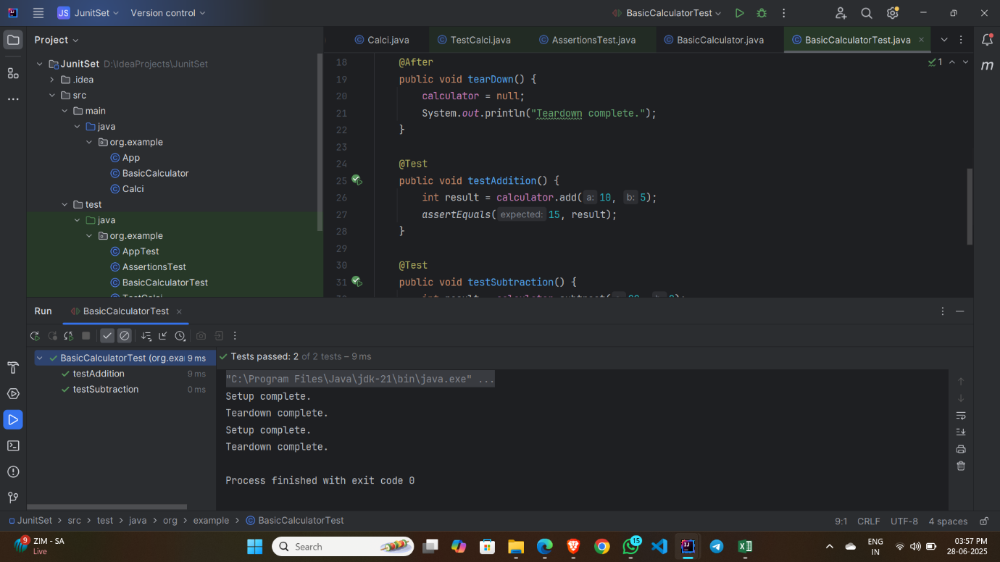 JS JunitSet Version control BasicCalculatorTest
Project
Calci.java TestCalci.java AssertionsTest.java BasicCalculator.java BasicCalculatorTest.java
JunitSet D:\IdeaProjects\JunitSet
.idea
src
main
java
org.example
App
BasicCalculator
Calci
test
java
org.example
AppTest
AssertionsTest
BasicCalculatorTest
TestCalci
1
18 @After
19 public void tearDown() {
20 calculator = null;
21 System.out.println("Teardown complete.");
22 }
23
24 @Test
25 public void testAddition() {
26 int result = calculator.add( a: 10, b: 5);
27 assertEquals( expected: 15, result);
28 }
29
30 @Test
31 public void testSubtraction() {
m
Run BasicCalculatorTest
BasicCalculatorTest (org.exa 9 ms
testAddition 9 ms
testSubtraction 0 ms
Tests passed: 2 of 2 tests – 9 ms
"C:\Program Files\Java\jdk-21\bin\java.exe" ...
Setup complete.
Teardown complete.
Setup complete.
Teardown complete.
Process finished with exit code 0
JunitSet > src > test > java > org > example > BasicCalculatorTest
9:1 CRLF UTF-8 4 spaces
9 ZIM - SA
Live
Search
15
ENG
IN
03:57 PM
28-06-2025